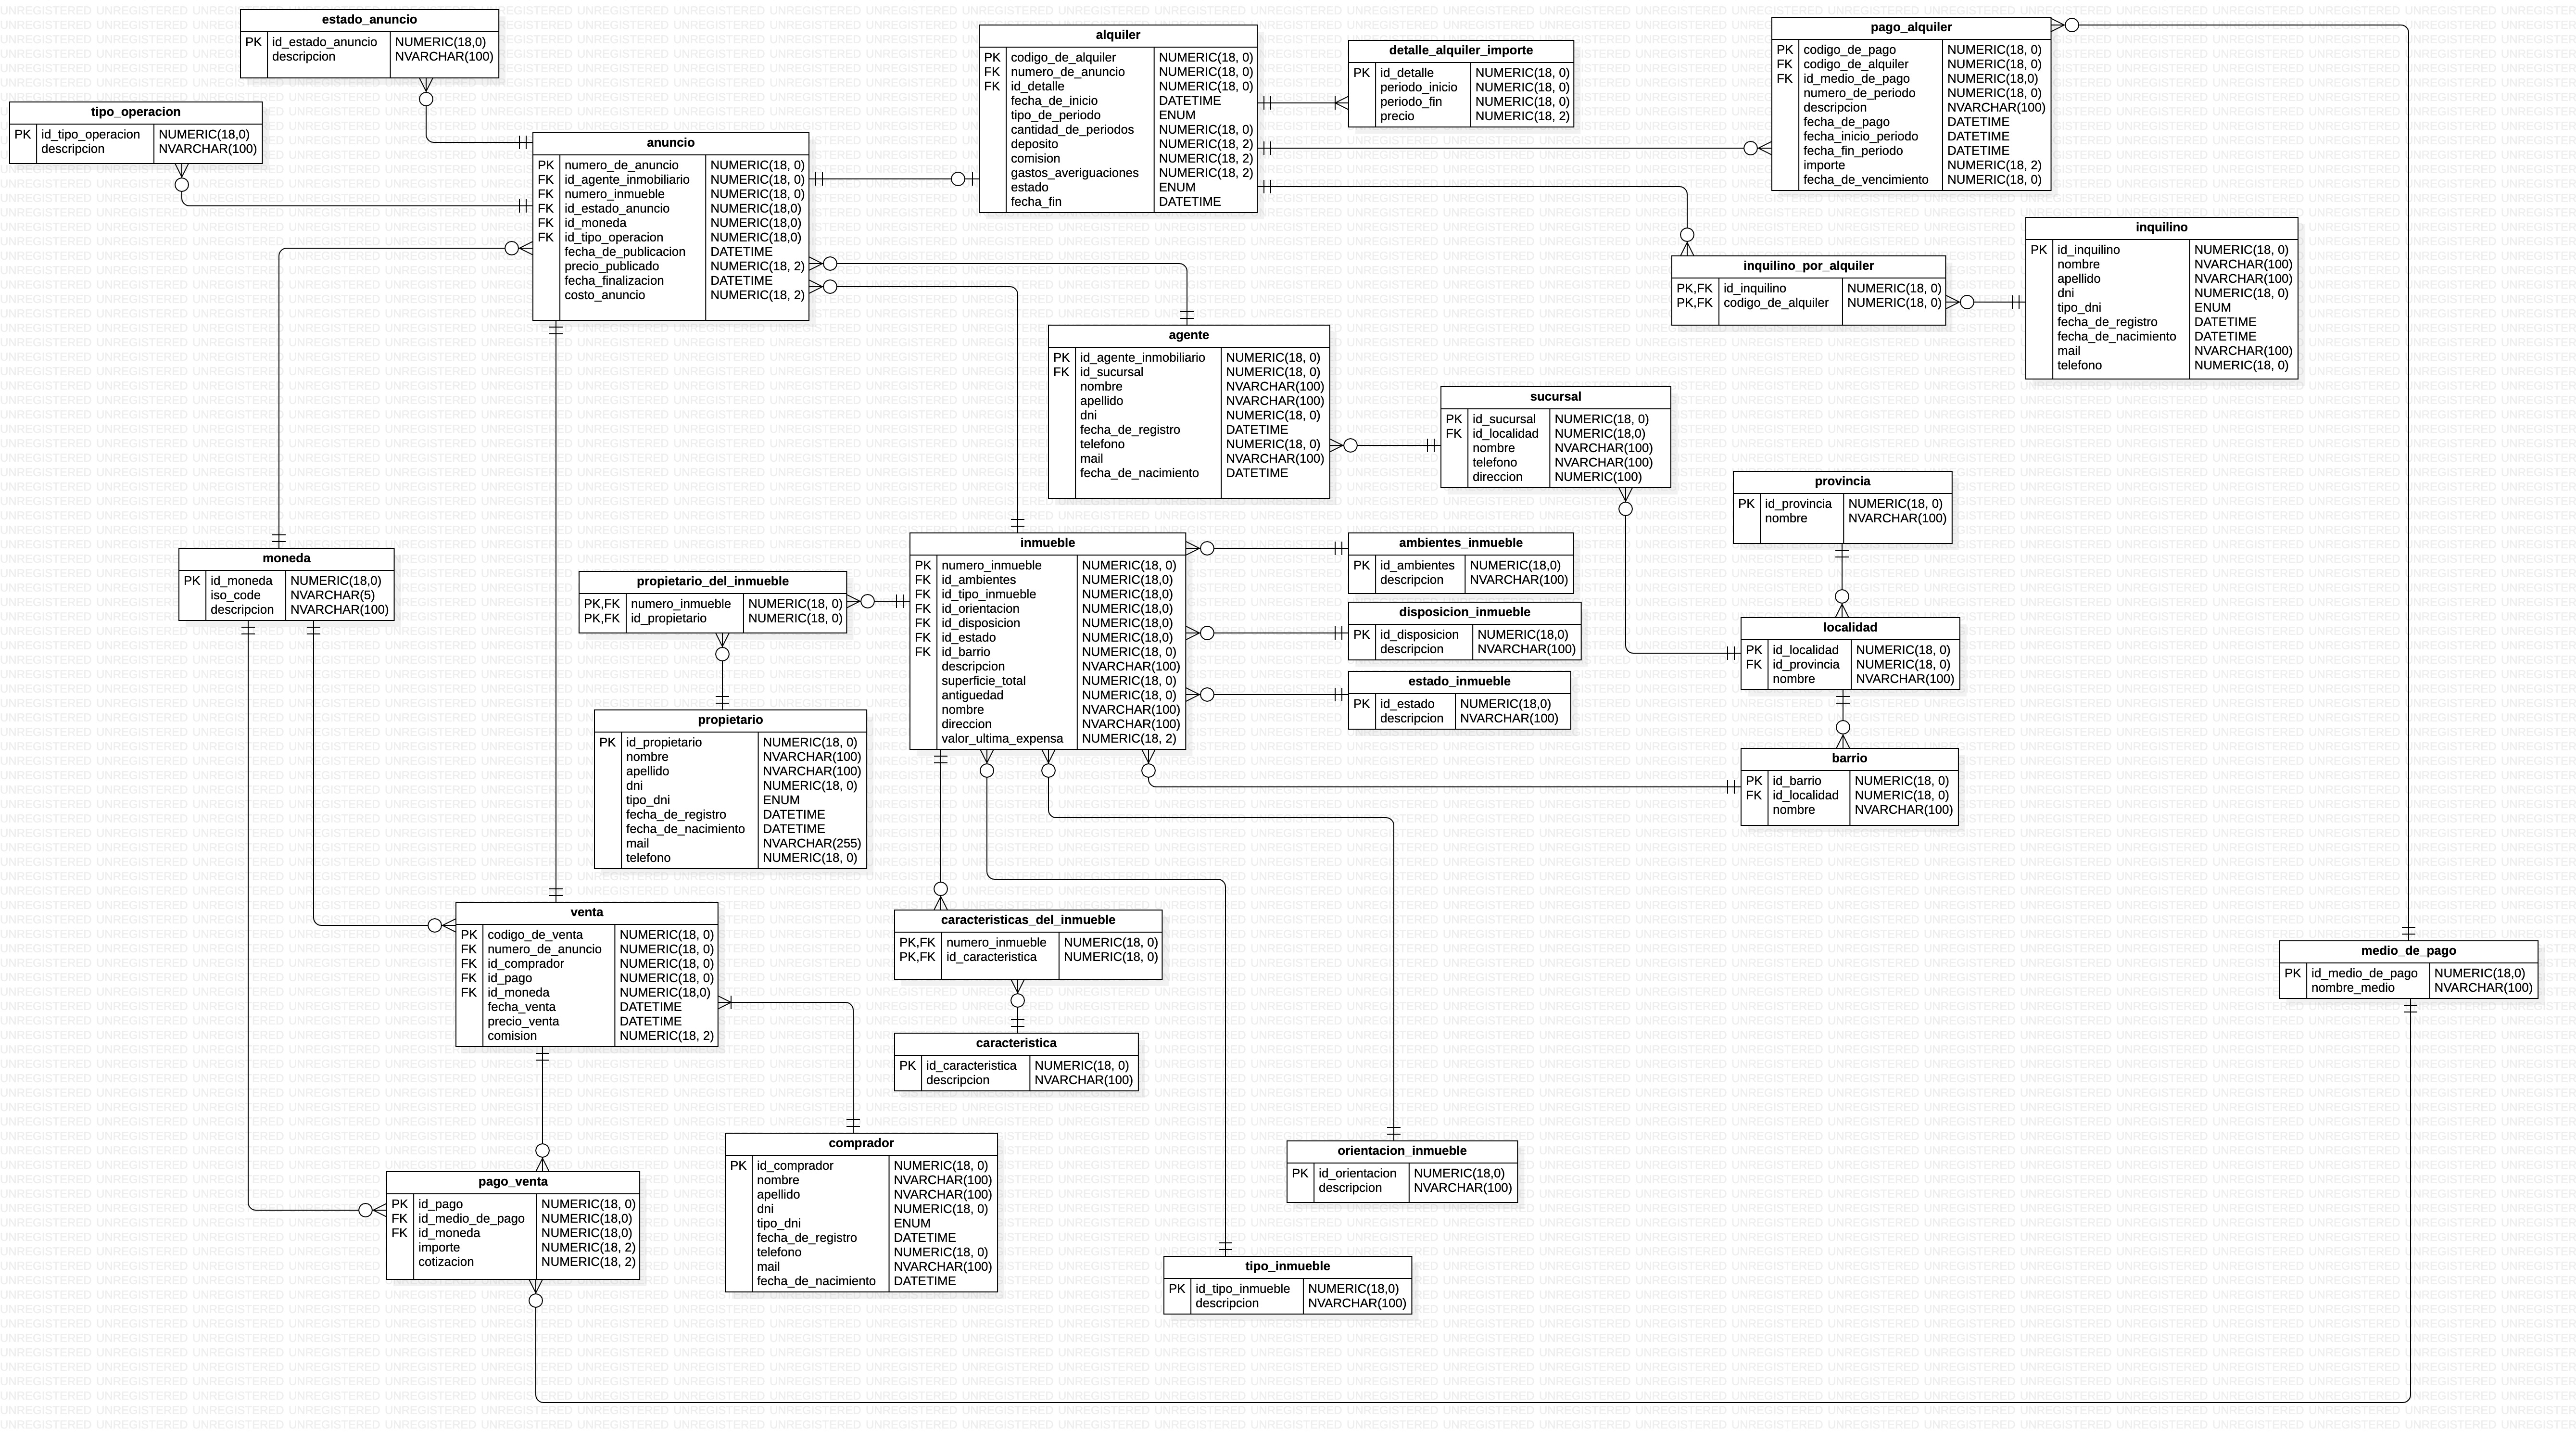 estado_anuncio
PK id_estado_anuncio NUMERIC(18,0)
descripcion NVARCHAR(100)
tipo_operacion
PK id_tipo_operacion NUMERIC(18,0)
descripcion NVARCHAR(100)
anuncio
PK numero_de_anuncio NUMERIC(18, 0)
FK id_agente_inmobiliario NUMERIC(18, 0)
FK numero_inmueble NUMERIC(18, 0)
FK id_estado_anuncio NUMERIC(18,0)
FK id_moneda NUMERIC(18,0)
FK id_tipo_operacion NUMERIC(18,0)
fecha_de_publicacion DATETIME
precio_publicado NUMERIC(18, 2)
fecha_finalizacion DATETIME
costo_anuncio NUMERIC(18, 2)
alquiler
PK codigo_de_alquiler NUMERIC(18, 0)
FK numero_de_anuncio NUMERIC(18, 0)
FK id_detalle NUMERIC(18, 0)
fecha_de_inicio DATETIME
tipo_de_periodo ENUM
cantidad_de_periodos NUMERIC(18, 0)
deposito NUMERIC(18, 2)
comision NUMERIC(18, 2)
gastos_averiguaciones NUMERIC(18, 2)
estado ENUM
fecha_fin DATETIME
detalle_alquiler_importe
PK id_detalle NUMERIC(18, 0)
periodo_inicio NUMERIC(18, 0)
periodo_fin NUMERIC(18, 0)
precio NUMERIC(18, 2)
pago_alquiler
PK codigo_de_pago NUMERIC(18, 0)
FK codigo_de_alquiler NUMERIC(18, 0)
FK id_medio_de_pago NUMERIC(18,0)
numero_de_periodo NUMERIC(18, 0)
descripcion NVARCHAR(100)
fecha_de_pago DATETIME
fecha_inicio_periodo DATETIME
fecha_fin_periodo DATETIME
importe NUMERIC(18, 2)
fecha_de_vencimiento NUMERIC(18, 0)
inquilino_por_alquiler
PK,FK id_inquilino NUMERIC(18, 0)
PK,FK codigo_de_alquiler NUMERIC(18, 0)
inquilino
PK id_inquilino NUMERIC(18, 0)
nombre NVARCHAR(100)
apellido NVARCHAR(100)
dni NUMERIC(18, 0)
tipo_dni ENUM
fecha_de_registro DATETIME
fecha_de_nacimiento DATETIME
mail NVARCHAR(100)
telefono NUMERIC(18, 0)
agente
PK id_agente_inmobiliario NUMERIC(18, 0)
FK id_sucursal NUMERIC(18, 0)
nombre NVARCHAR(100)
apellido NVARCHAR(100)
dni NUMERIC(18, 0)
fecha_de_registro DATETIME
telefono NUMERIC(18, 0)
mail NVARCHAR(100)
fecha_de_nacimiento DATETIME
sucursal
PK id_sucursal NUMERIC(18, 0)
FK id_localidad NUMERIC(18,0)
nombre NVARCHAR(100)
telefono NVARCHAR(100)
direccion NUMERIC(100)
provincia
PK id_provincia NUMERIC(18, 0)
nombre NVARCHAR(100)
moneda
PK id_moneda NUMERIC(18,0)
iso_code NVARCHAR(5)
descripcion NVARCHAR(100)
propietario_del_inmueble
PK,FK numero_inmueble NUMERIC(18, 0)
PK,FK id_propietario NUMERIC(18, 0)
inmueble
PK numero_inmueble NUMERIC(18, 0)
FK id_ambientes NUMERIC(18,0)
FK id_tipo_inmueble NUMERIC(18,0)
FK id_orientacion NUMERIC(18,0)
FK id_disposicion NUMERIC(18,0)
FK id_estado NUMERIC(18,0)
FK id_barrio NUMERIC(18, 0)
descripcion NVARCHAR(100)
superficie_total NUMERIC(18, 0)
antiguedad NUMERIC(18, 0)
nombre NVARCHAR(100)
direccion NVARCHAR(100)
valor_ultima_expensa NUMERIC(18, 2)
ambientes_inmueble
PK id_ambientes NUMERIC(18,0)
descripcion NVARCHAR(100)
disposicion_inmueble
PK id_disposicion NUMERIC(18,0)
descripcion NVARCHAR(100)
estado_inmueble
PK id_estado NUMERIC(18,0)
descripcion NVARCHAR(100)
localidad
PK id_localidad NUMERIC(18, 0)
FK id_provincia NUMERIC(18, 0)
nombre NVARCHAR(100)
barrio
PK id_barrio NUMERIC(18, 0)
FK id_localidad NUMERIC(18, 0)
nombre NVARCHAR(100)
propietario
PK id_propietario NUMERIC(18, 0)
nombre NVARCHAR(100)
apellido NVARCHAR(100)
dni NUMERIC(18, 0)
tipo_dni ENUM
fecha_de_registro DATETIME
fecha_de_nacimiento DATETIME
mail NVARCHAR(255)
telefono NUMERIC(18, 0)
venta
PK codigo_de_venta NUMERIC(18, 0)
FK numero_de_anuncio NUMERIC(18, 0)
FK id_comprador NUMERIC(18, 0)
FK id_pago NUMERIC(18, 0)
FK id_moneda NUMERIC(18,0)
fecha_venta DATETIME
precio_venta DATETIME
comision NUMERIC(18, 2)
caracteristicas_del_inmueble
PK,FK numero_inmueble NUMERIC(18, 0)
PK,FK id_caracteristica NUMERIC(18, 0)
caracteristica
PK id_caracteristica NUMERIC(18, 0)
descripcion NVARCHAR(100)
medio_de_pago
PK id_medio_de_pago NUMERIC(18,0)
nombre_medio NVARCHAR(100)
pago_venta
PK id_pago NUMERIC(18, 0)
FK id_medio_de_pago NUMERIC(18,0)
FK id_moneda NUMERIC(18,0)
importe NUMERIC(18, 2)
cotizacion NUMERIC(18, 2)
comprador
PK id_comprador NUMERIC(18, 0)
nombre NVARCHAR(100)
apellido NVARCHAR(100)
dni NUMERIC(18, 0)
tipo_dni ENUM
fecha_de_registro DATETIME
telefono NUMERIC(18, 0)
mail NVARCHAR(100)
fecha_de_nacimiento DATETIME
orientacion_inmueble
PK id_orientacion NUMERIC(18,0)
descripcion NVARCHAR(100)
tipo_inmueble
PK id_tipo_inmueble NUMERIC(18,0)
descripcion NVARCHAR(100)
UNREGISTERED